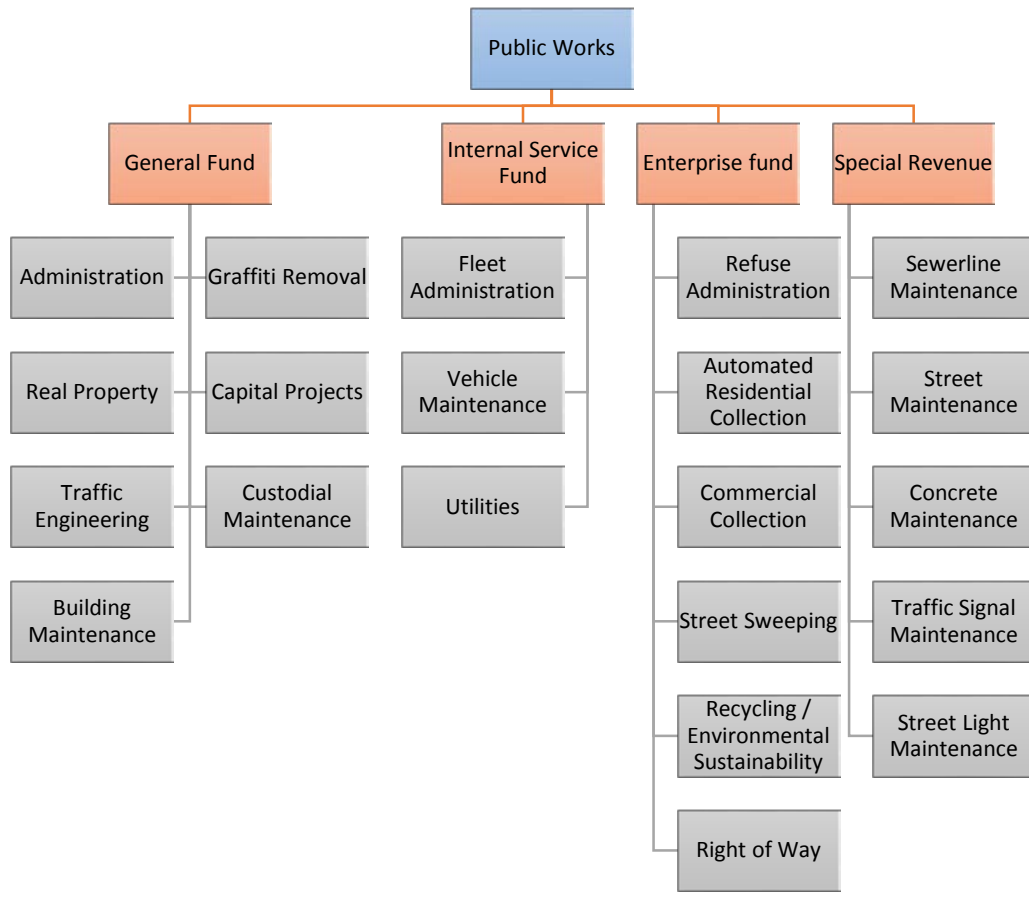 Public Works
General Fund
Internal Service
Fund
Enterprise fund
Special Revenue
Administration
Graffiti Removal
Real Property
Capital Projects
Traffic
Engineering
Custodial
Maintenance
Building
Maintenance
Fleet
Administration
Vehicle
Maintenance
Utilities
Refuse
Administration
Automated
Residential
Collection
Commercial
Collection
Street Sweeping
Recycling /
Environmental
Sustainability
Right of Way
Sewerline
Maintenance
Street
Maintenance
Concrete
Maintenance
Traffic Signal
Maintenance
Street Light
Maintenance